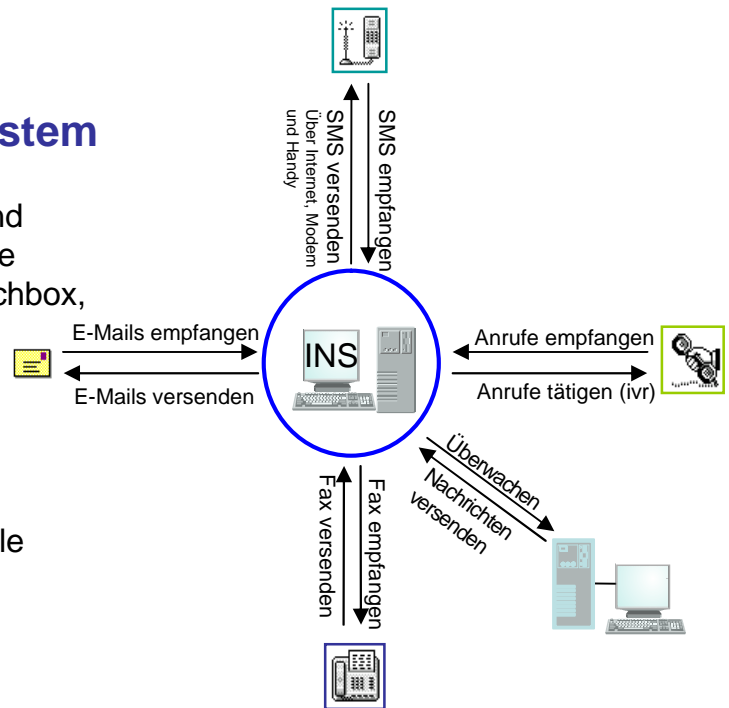 stem
nd
e
chbox,
le
SMS versenden
Über Internet, Modem
und Handy
SMS empfangen
E-Mails empfangen
E-Mails versenden
INS
Anrufe empfangen
Anrufe tätigen (ivr)
Überwachen
Nachrichten
versenden
Fax versenden
Fax empfangen